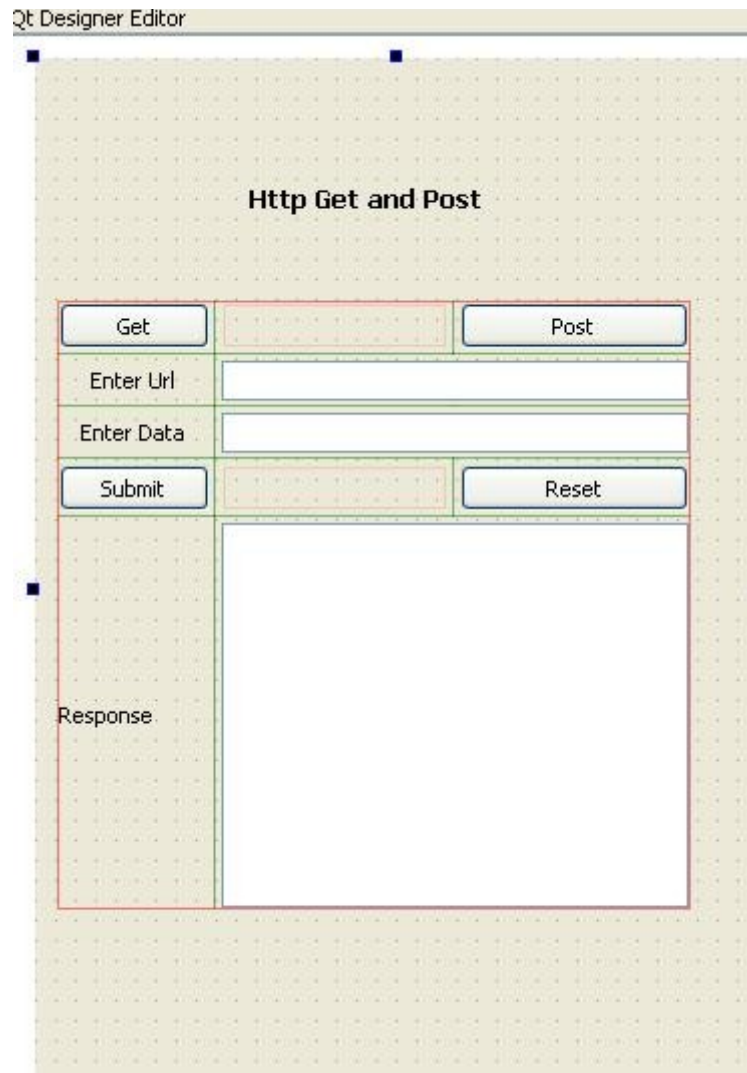 Qt Designer Editor
Http Get and Post
Get Post
Enter Url
Enter Data
Submit Reset
Response